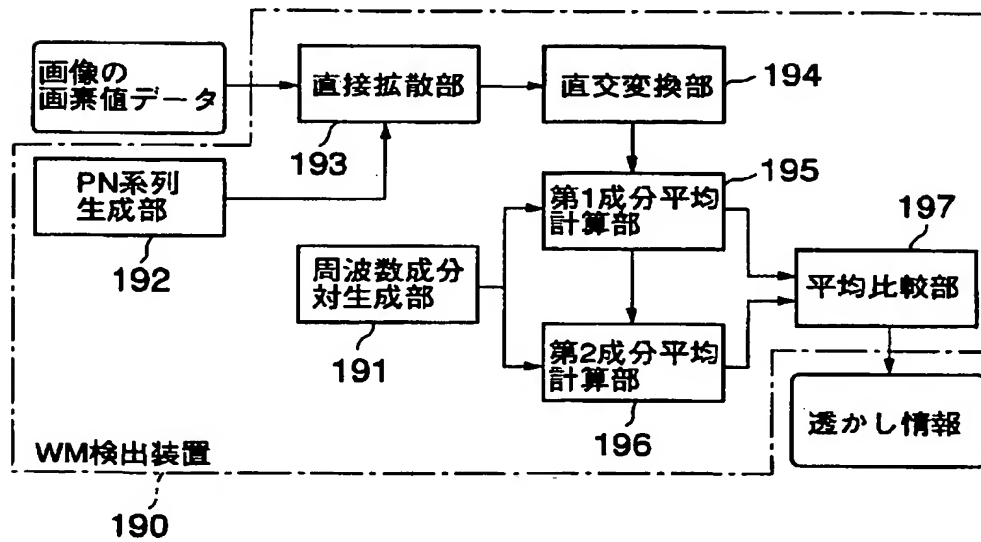 画像の
画素値データ
直接拡散部
193
直交変換部
194
PN系列
生成部
192
第1成分平均
計算部
195
周波数成分
対生成部
191
第2成分平均
計算部
196
平均比較部
197
透かし情報
WM検出装置
190